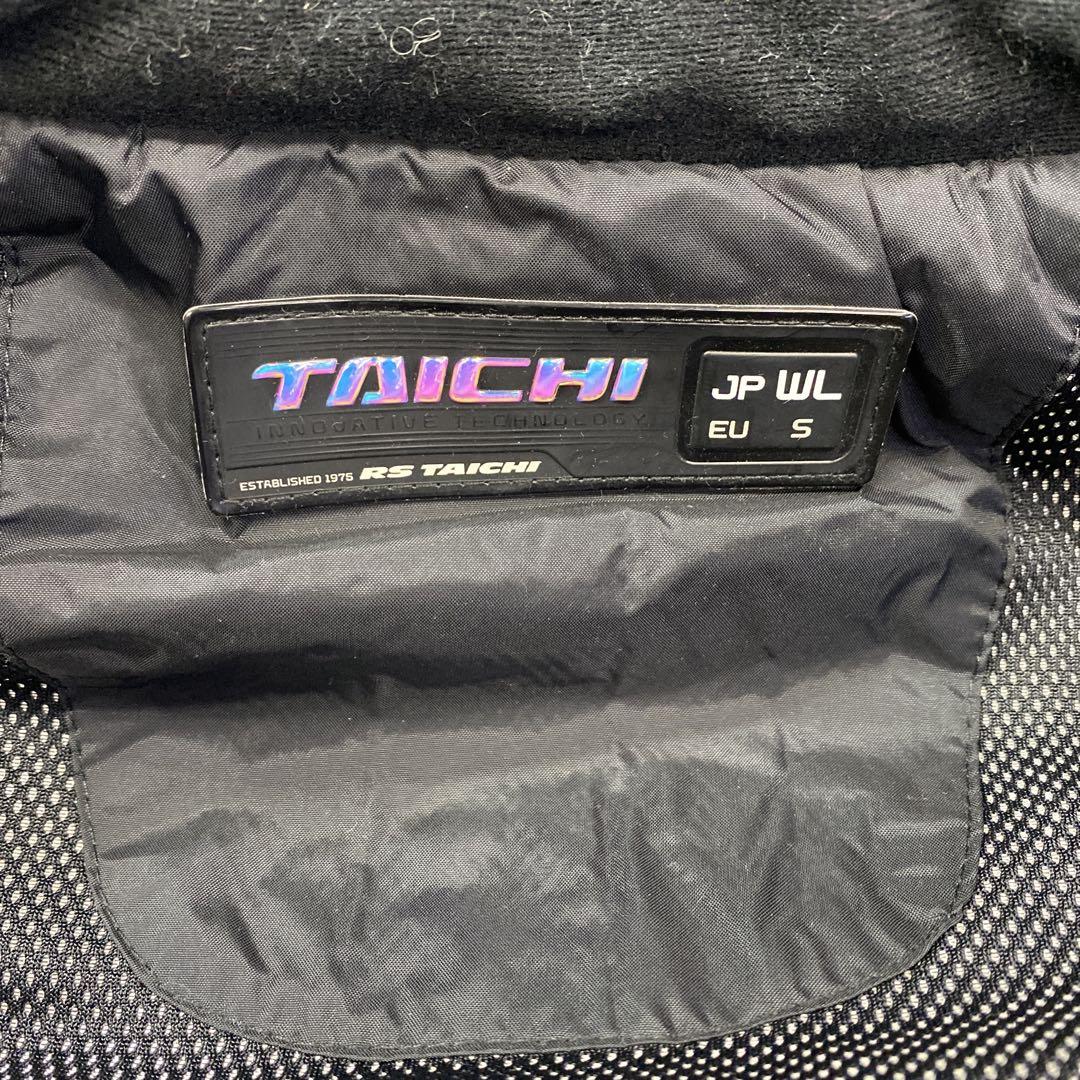 TAICHI
INNOVATIVE TECHNOLOGY
ESTABLISHED 1975 RS TAICHI
JP WL
EU S